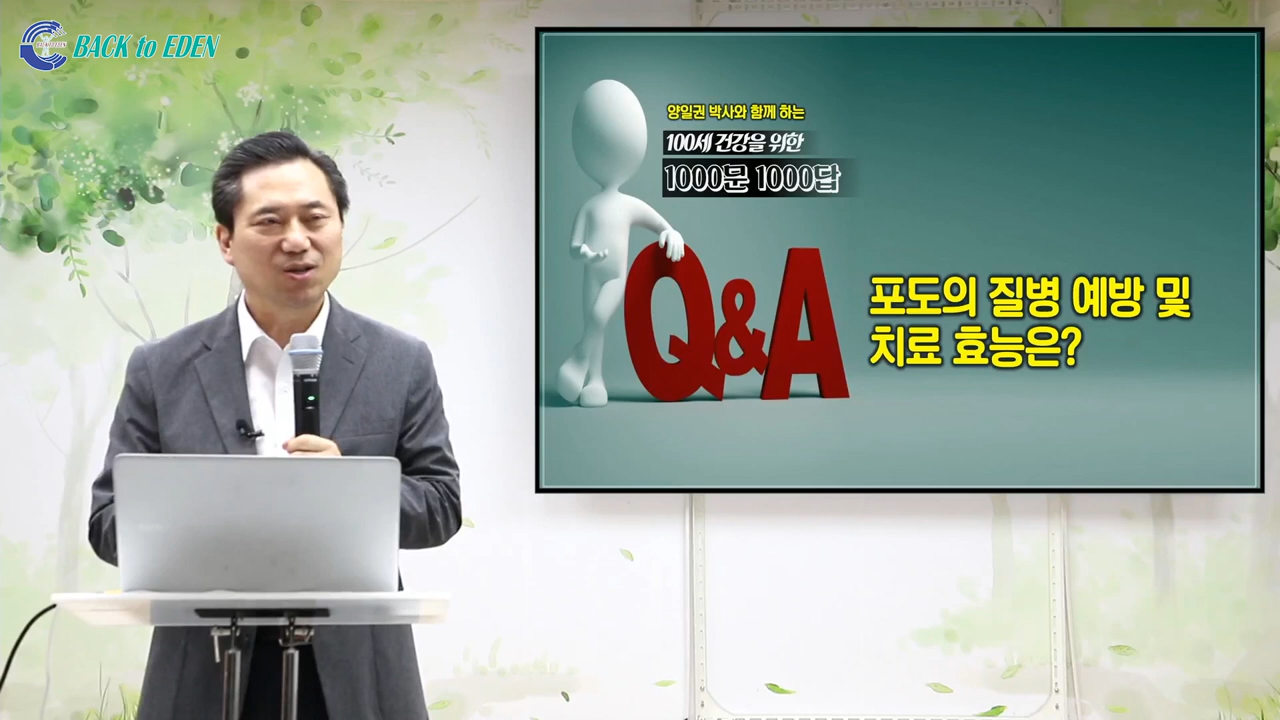 BACK to EDEN
양일권 박사와 함께 하는
100세 건강을 위한
1000문 1000답
Q&A
포도의 질병 예방 및
치료 효능은?